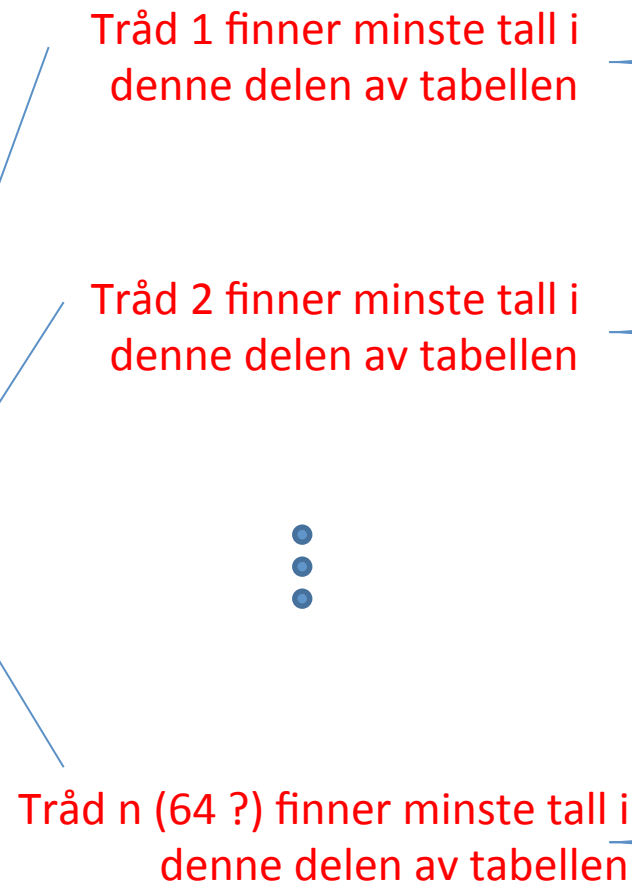 Tråd 1 finner minste tall i
denne delen av tabellen
Tråd 2 finner minste tall i
denne delen av tabellen
Tråd n (64 ?) finner minste tall i
denne delen av tabellen